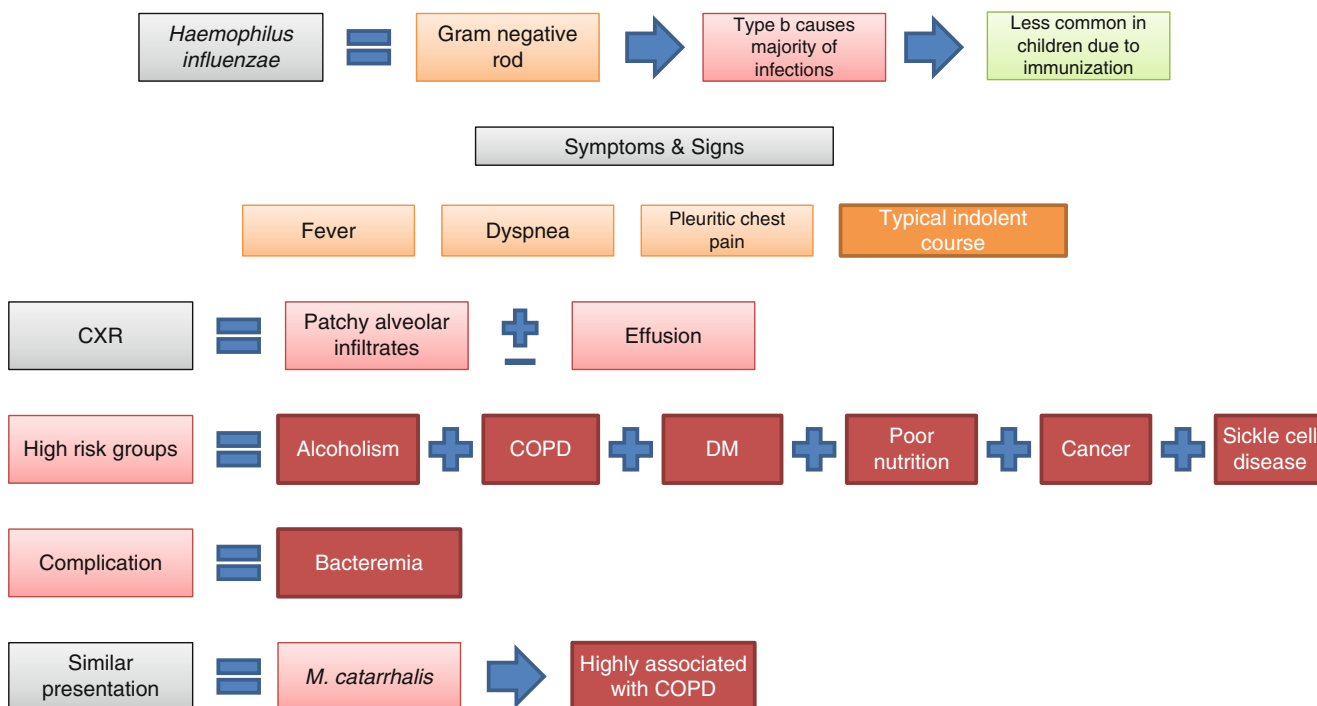 Haemophilus
influenzae
Gram negative
rod
Type b causes
majority of
infections
Less common in
children due to
immunization
Symptoms & Signs
Fever
Dyspnea
Pleuritic chest
pain
Typical indolent
course
CXR
Patchy alveolar
infiltrates
Effusion
High risk groups
Alcoholism
COPD
DM
Poor
nutrition
Cancer
Sickle cell
disease
Complication
Bacteremia
Similar
presentation
M. catarrhalis
Highly associated
with COPD